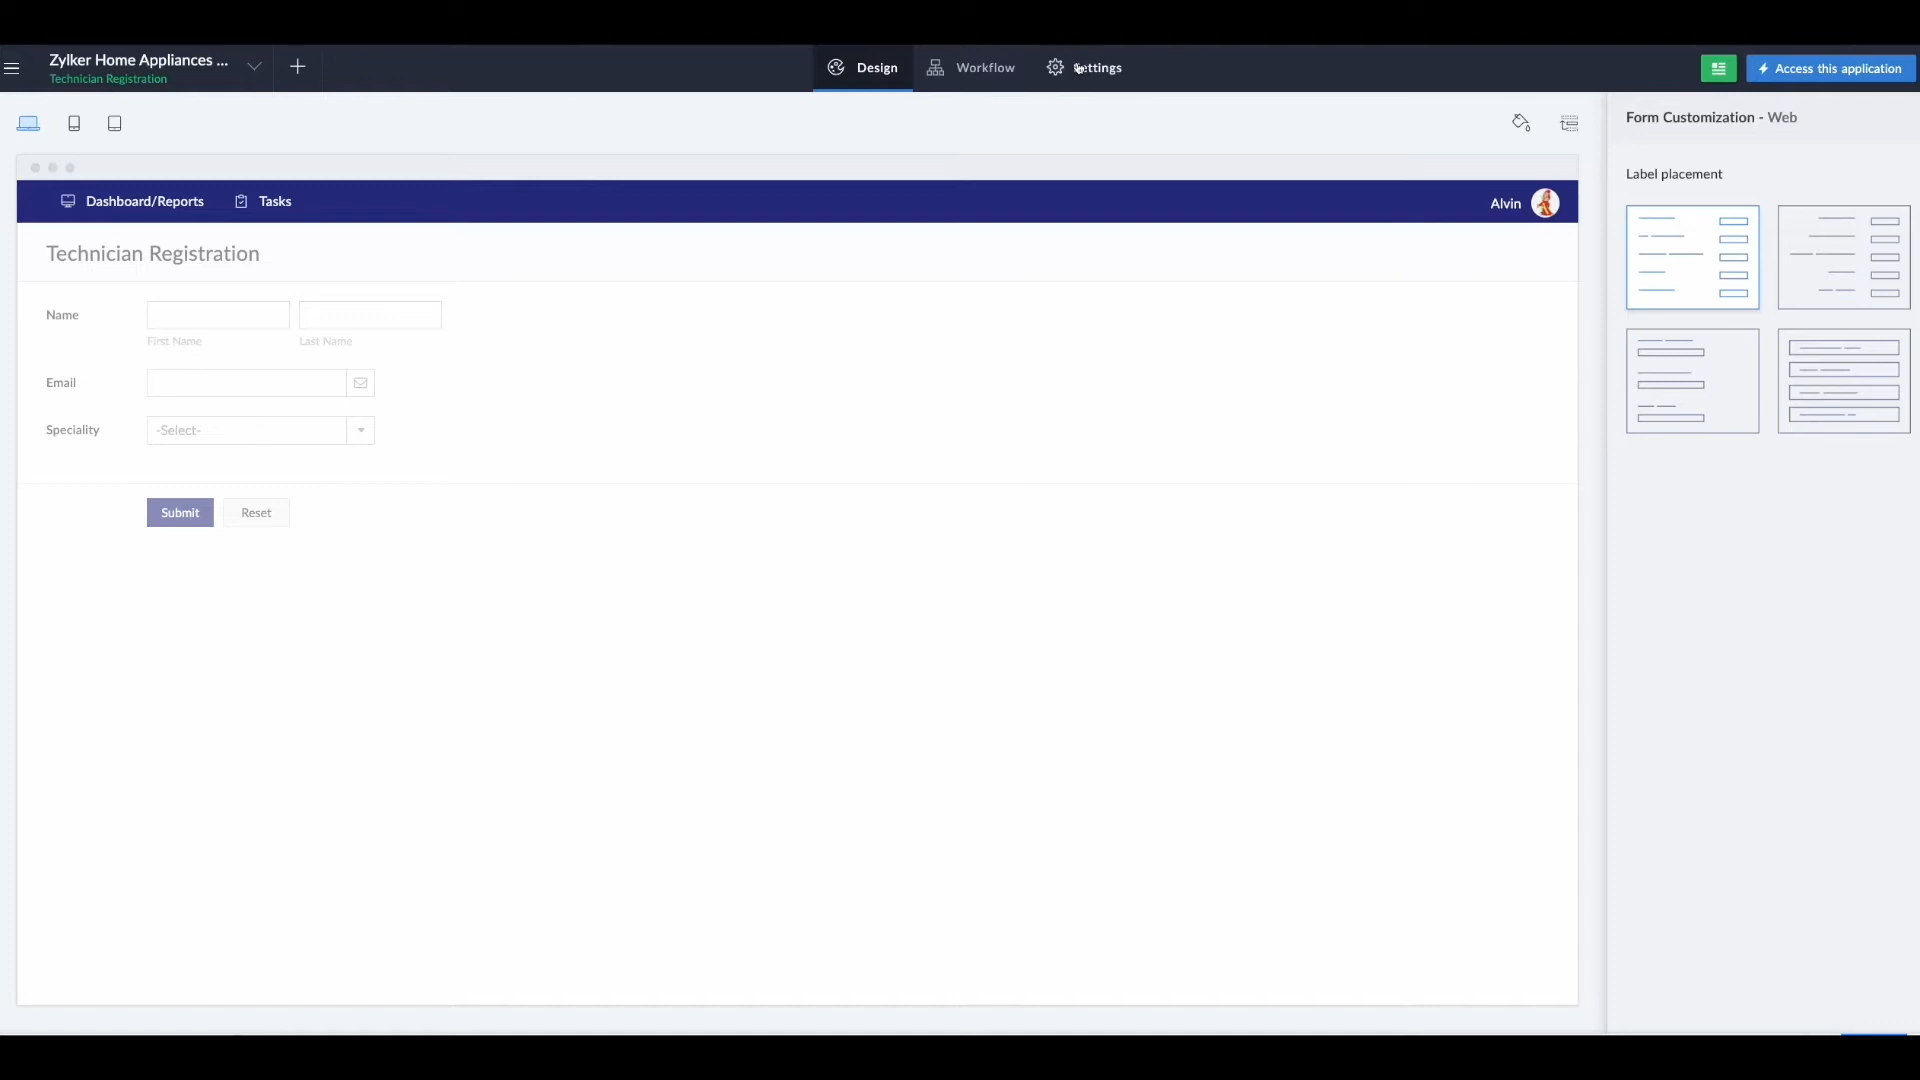 Zylker Home Appliances ...
Technician Registration
Design
Workflow
Settings
Access this application
Form Customization - Web
Label placement
Dashboard/Reports
Tasks
Alvin
Technician Registration
Name
First Name
Last Name
Email
Speciality
-Select-
Submit
Reset